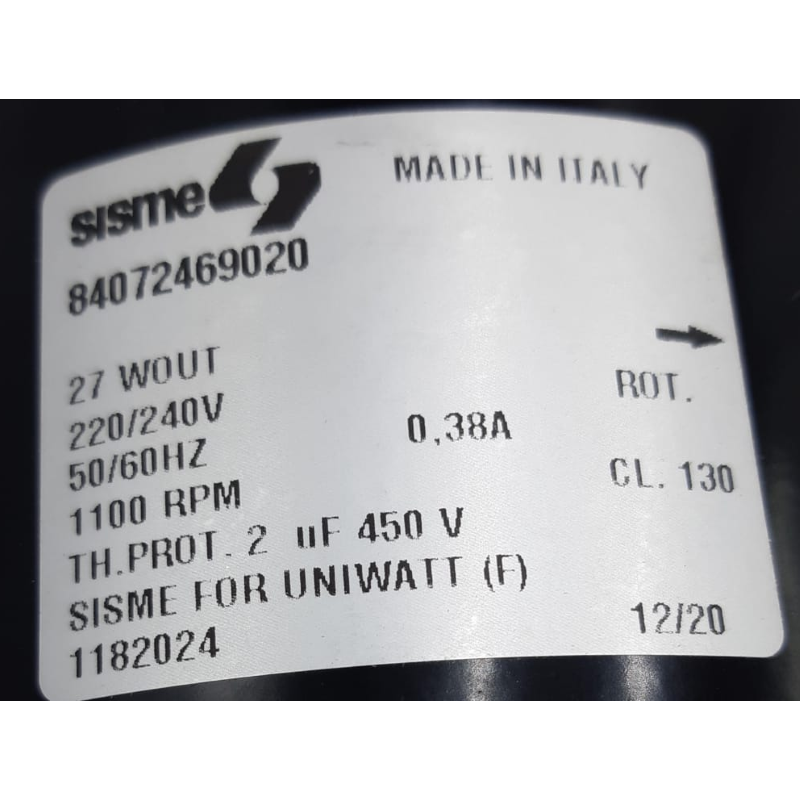 sisme MADE IN ITALY
84072469020
27 WOUT
220/240V 0,38A ROT.
50/60HZ
1100 RPM CL. 130
TH.PROT. 2 uF 450 V
SISME FOR UNIWATT (F)
1182024 12/20